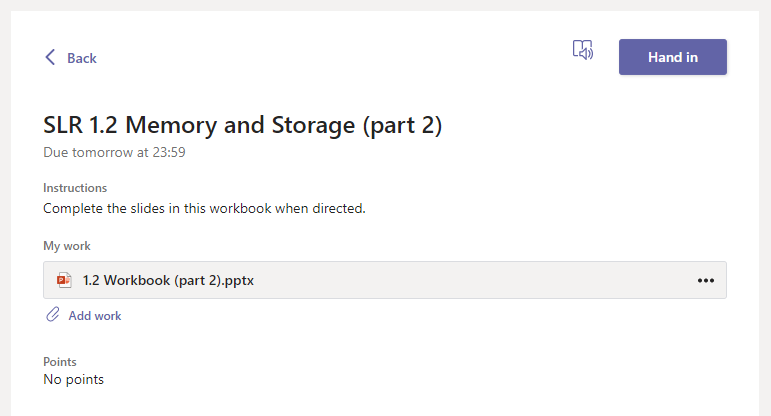 Back
Hand in
SLR 1.2 Memory and Storage (part 2)
Due tomorrow at 23:59
Instructions
Complete the slides in this workbook when directed.
My work
1.2 Workbook (part 2).pptx
Add work
Points
No points